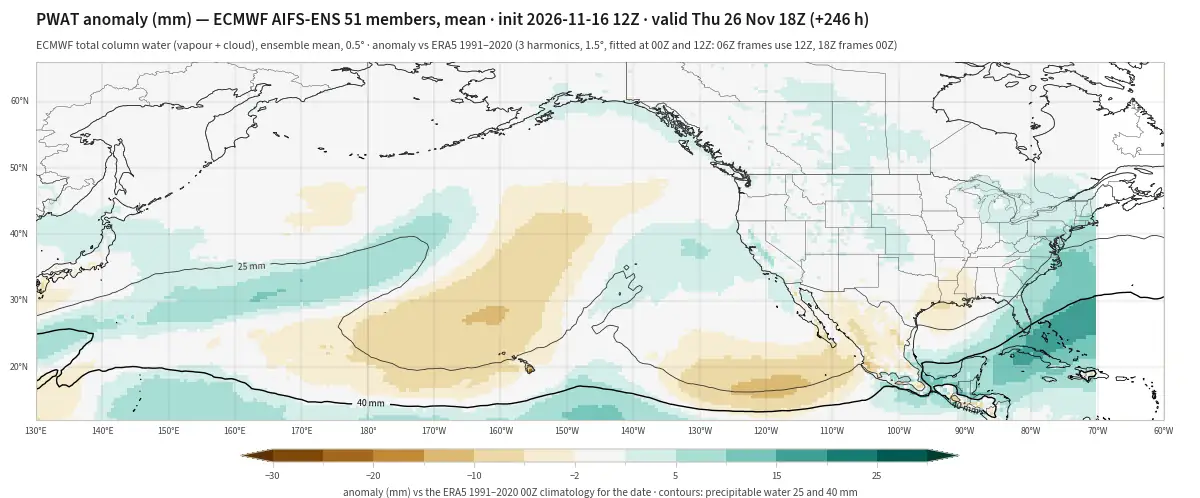 PWAT anomaly (mm) — ECMWF AIFS-ENS 51 members, mean · init 2026-11-16 12Z · valid Thu 26 Nov 18Z (+246 h)
ECMWF total column water (vapour + cloud), ensemble mean, 0.5° · anomaly vs ERA5 1991–2020 (3 harmonics, 1.5°, fitted at 00Z and 12Z: 06Z frames use 12Z, 18Z frames 00Z)
60°N
50°N
40°N
25 mm
30°N
20°N
40 mm
130°E 140°E 150°E 160°E 170°E 180° 170°W 160°W 150°W 140°W 130°W 120°W 110°W 100°W 90°W 80°W 70°W 60°W
−30 −20 −10 −2 5 15 25
anomaly (mm) vs the ERA5 1991–2020 00Z climatology for the date · contours: precipitable water 25 and 40 mm